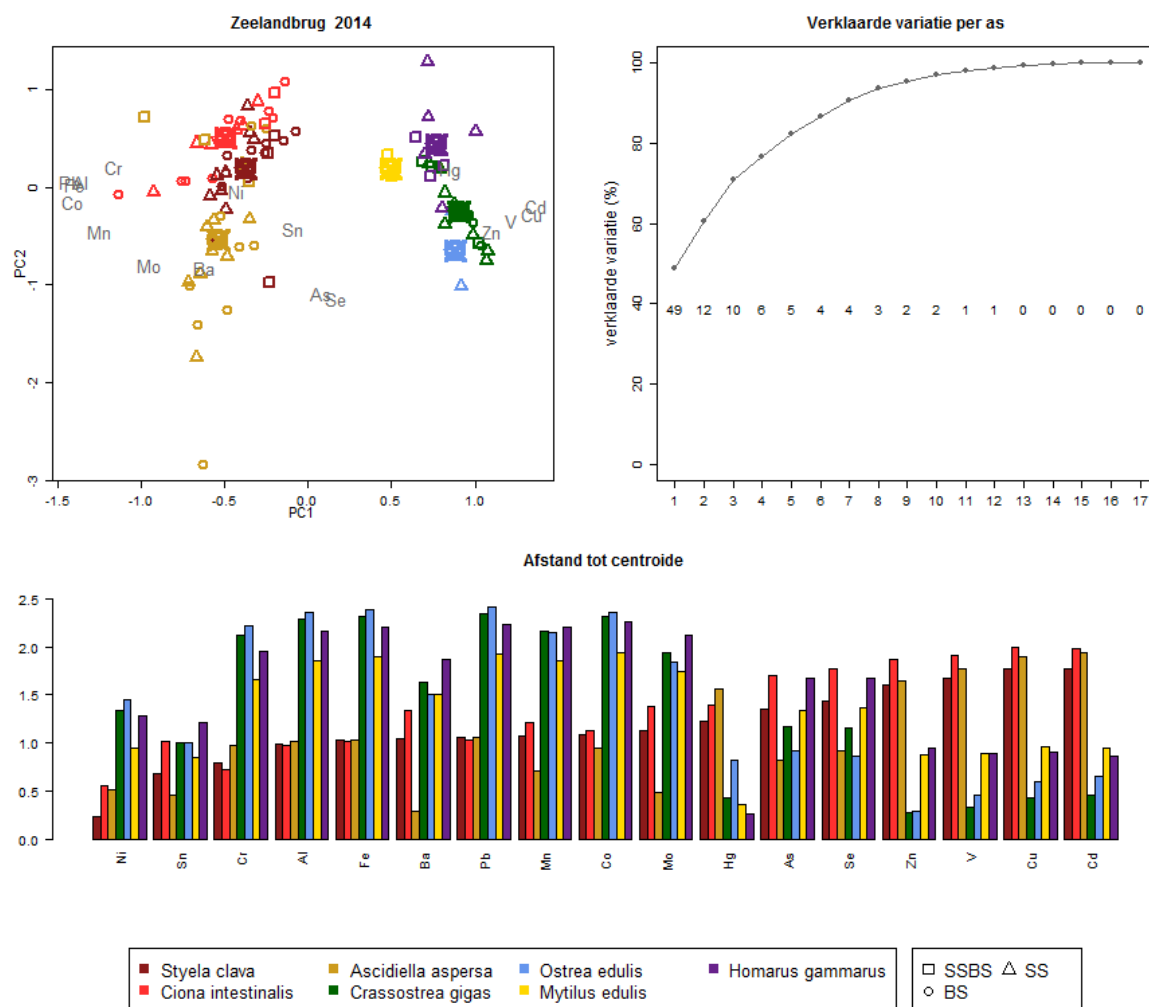 Zeelandbrug 2014
PC2
1
0
-1
-2
-3
Cr
Al
Co
Mn
Mo
Ba
Ni
Sn
As
Se
Hg
Zn
V
Cu
Cd
-1.5 -1.0 -0.5 0.0 0.5 1.0
PC1
Verklaarde variatie per as
verklaarde variatie (%)
100
80
60
40
20
0
49 12 10 6 5 4 4 3 2 2 1 1 0 0 0 0 0
1 2 3 4 5 6 7 8 9 10 11 12 13 14 15 16 17
Afstand tot centroide
2.5
2.0
1.5
1.0
0.5
0.0
Ni Sn Cr Al Fe Ba Pb Mn Co Mo Hg As Se Zn V Cu Cd
Styela clava Ascidiella aspersa Ostrea edulis Homarus gammarus
Ciona intestinalis Crassostrea gigas Mytilus edulis
SSBS SS
BS